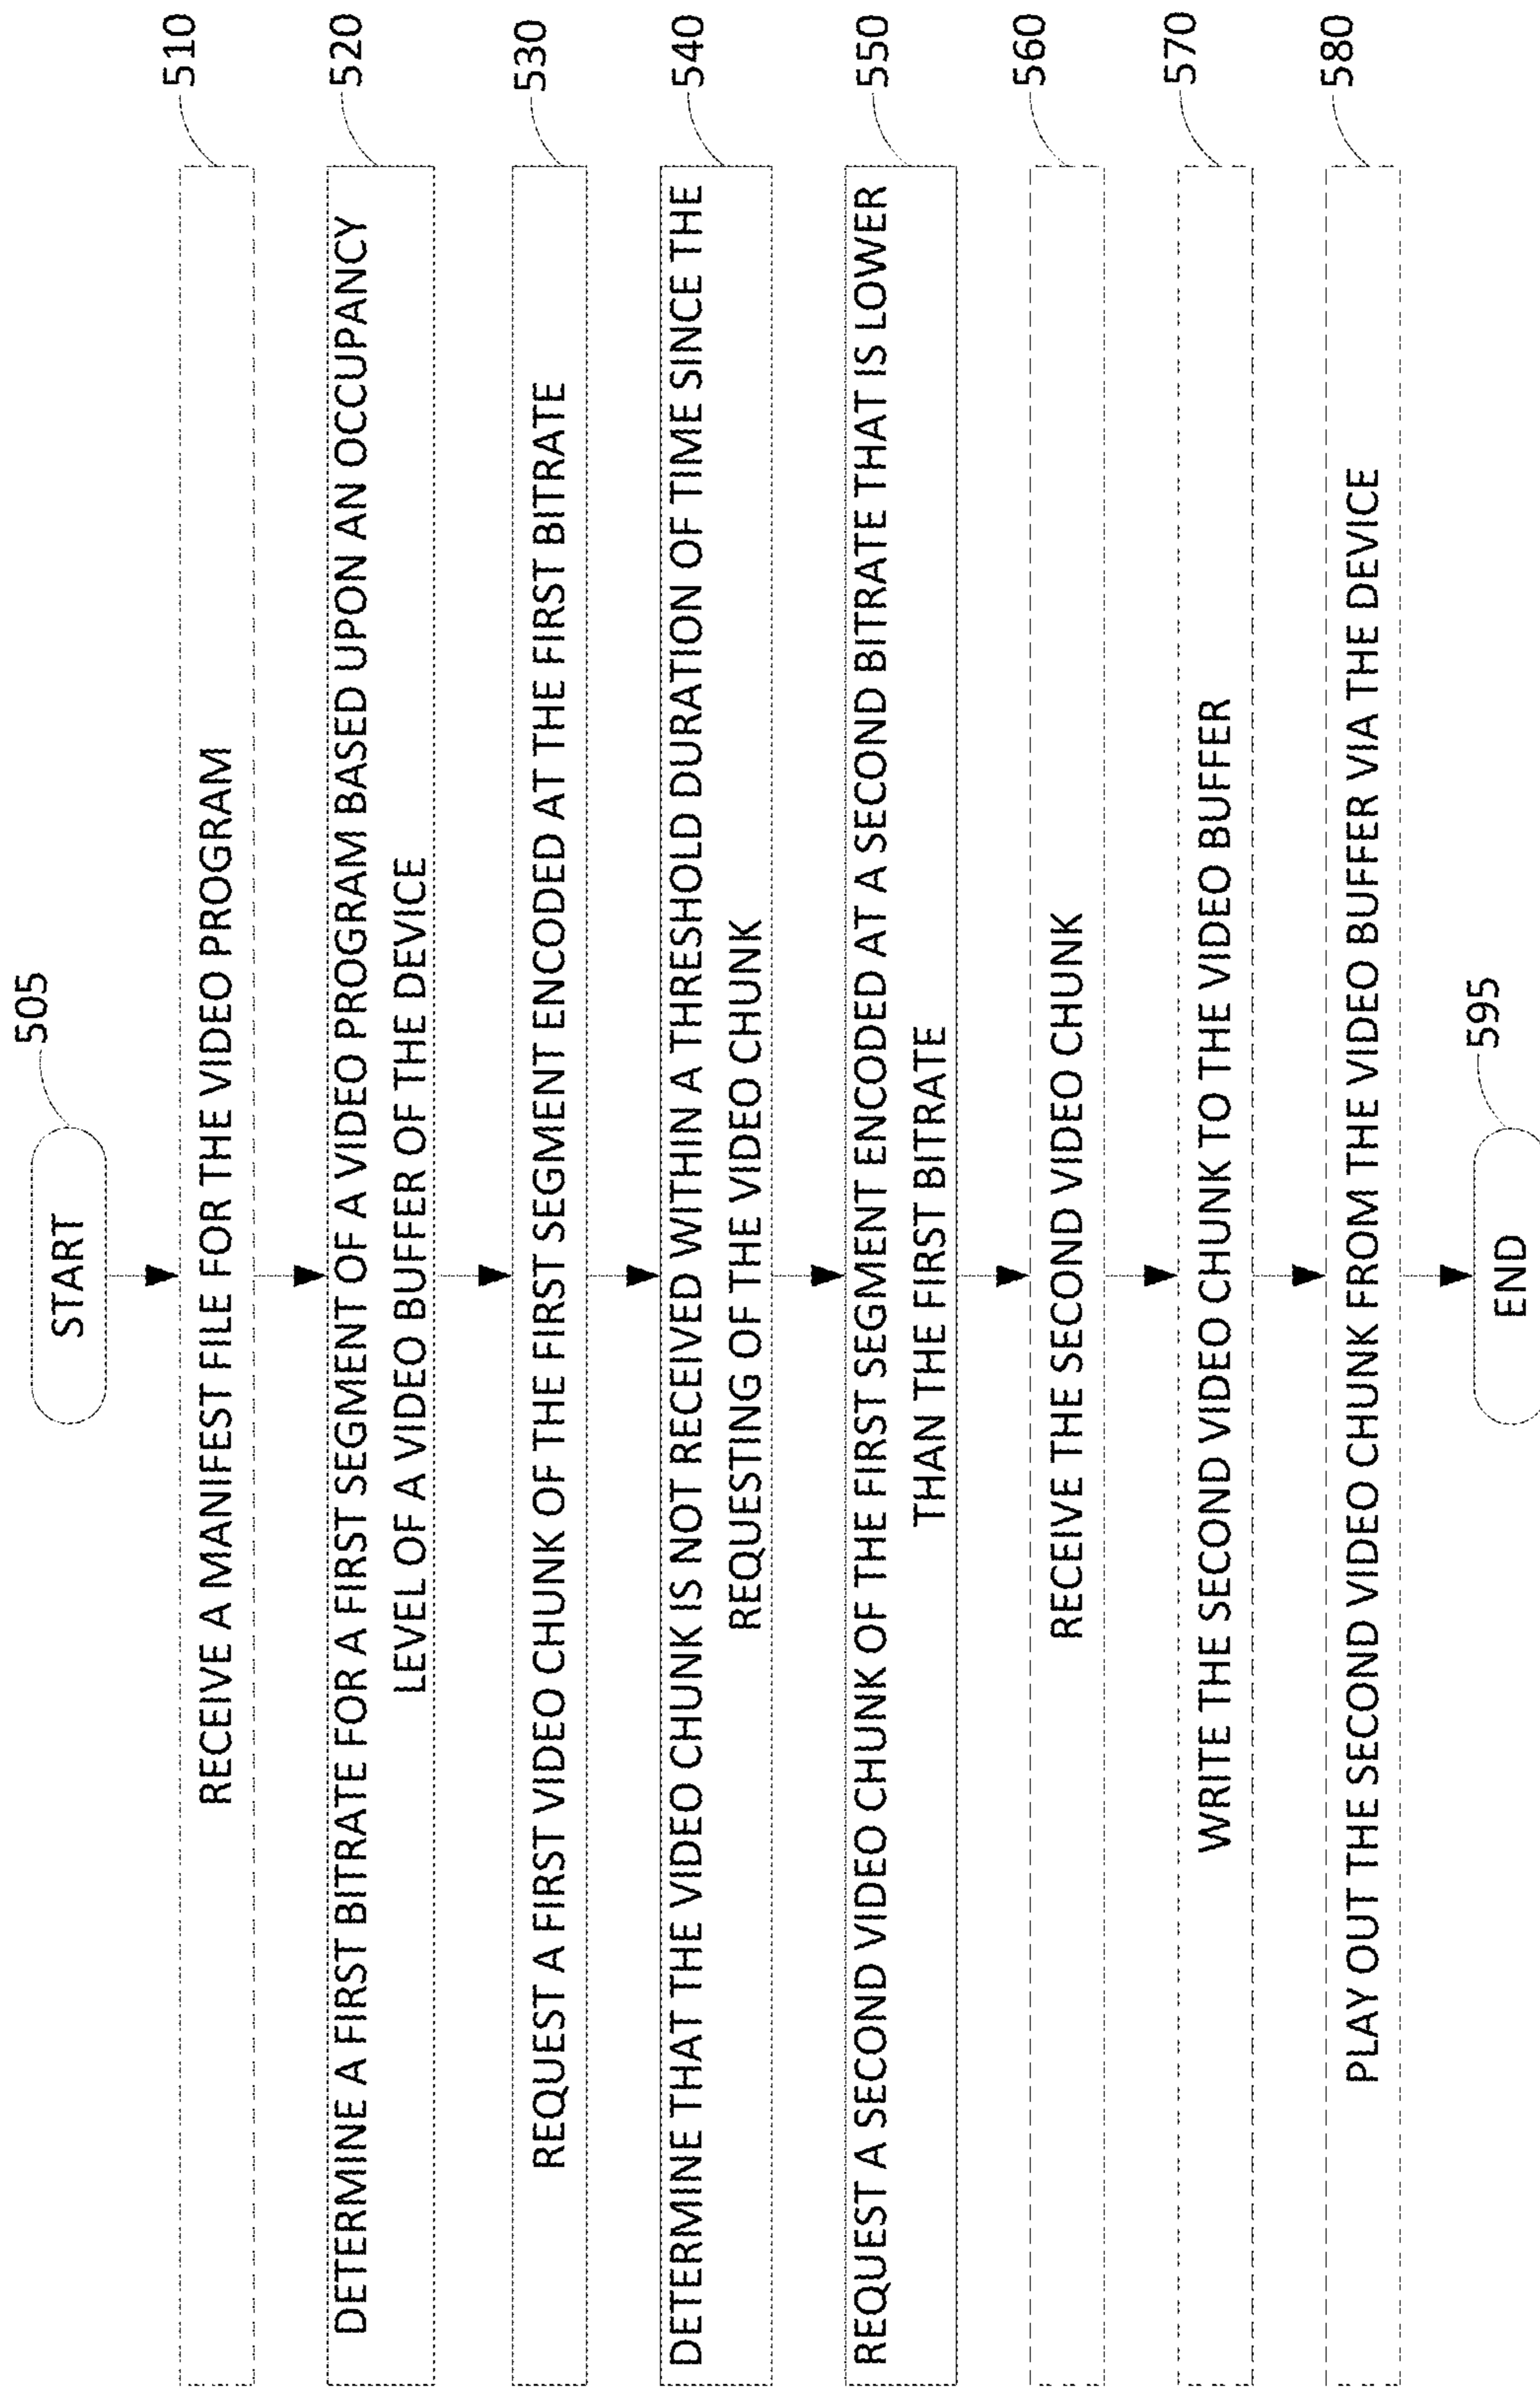 505
START
510
RECEIVE A MANIFEST FILE FOR THE VIDEO PROGRAM
520
DETERMINE A FIRST BITRATE FOR A FIRST SEGMENT OF A VIDEO PROGRAM BASED UPON AN OCCUPANCY
LEVEL OF A VIDEO BUFFER OF THE DEVICE
530
REQUEST A FIRST VIDEO CHUNK OF THE FIRST SEGMENT ENCODED AT THE FIRST BITRATE
540
DETERMINE THAT THE VIDEO CHUNK IS NOT RECEIVED WITHIN A THRESHOLD DURATION OF TIME SINCE THE
REQUESTING OF THE VIDEO CHUNK
550
REQUEST A SECOND VIDEO CHUNK OF THE FIRST SEGMENT ENCODED AT A SECOND BITRATE THAT IS LOWER
THAN THE FIRST BITRATE
560
RECEIVE THE SECOND VIDEO CHUNK
570
WRITE THE SECOND VIDEO CHUNK TO THE VIDEO BUFFER
580
PLAY OUT THE SECOND VIDEO CHUNK FROM THE VIDEO BUFFER VIA THE DEVICE
595
END